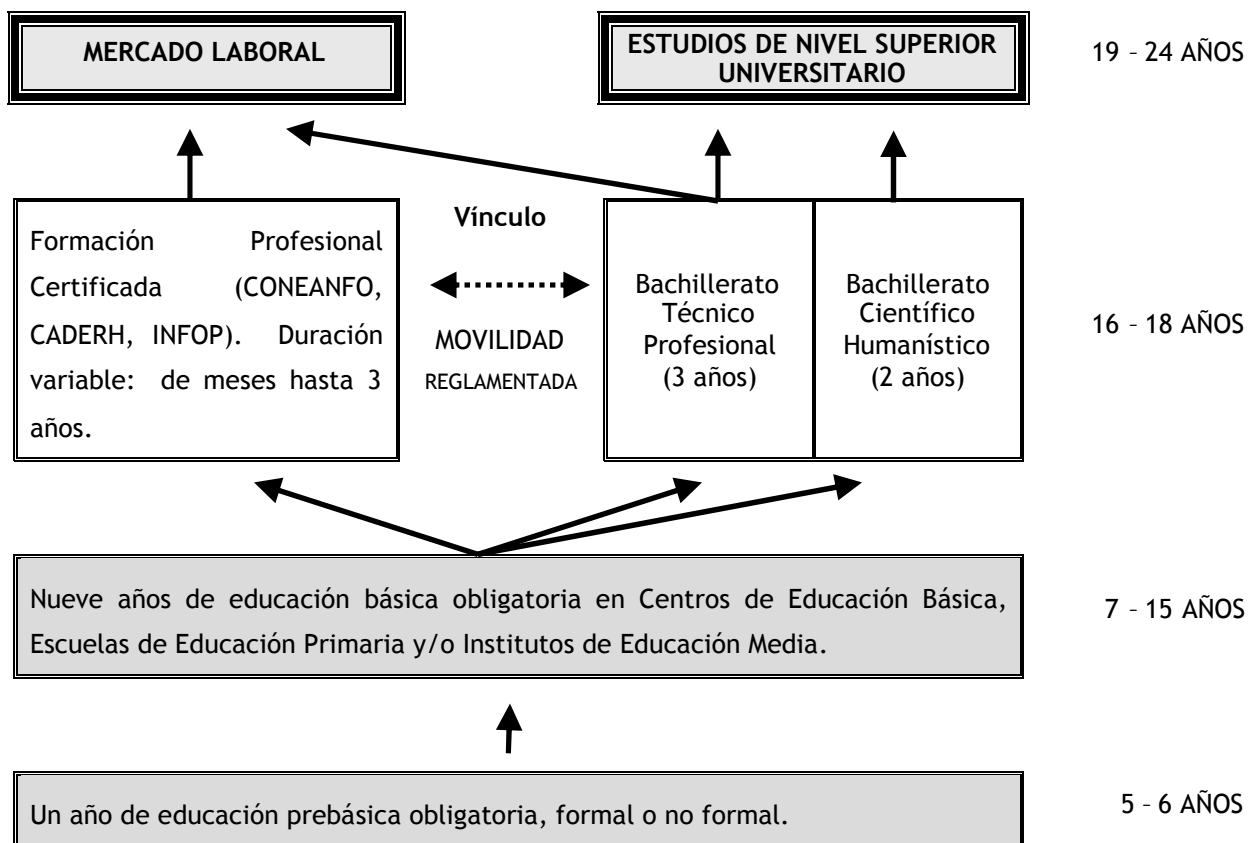 MERCADO LABORAL
ESTUDIOS DE NIVEL SUPERIOR
UNIVERSITARIO
19 – 24 AÑOS
Formación Profesional
Certificada (CONEANFO,
CADERH, INFOP). Duración
variable: de meses hasta 3
años.
Vínculo
MOVILIDAD
REGLAMENTADA
Bachillerato
Técnico
Profesional
(3 años)
Bachillerato
Científico
Humanístico
(2 años)
16 – 18 AÑOS
Nueve años de educación básica obligatoria en Centros de Educación Básica,
Escuelas de Educación Primaria y/o Institutos de Educación Media.
7 – 15 AÑOS
Un año de educación prebásica obligatoria, formal o no formal.
5 – 6 AÑOS